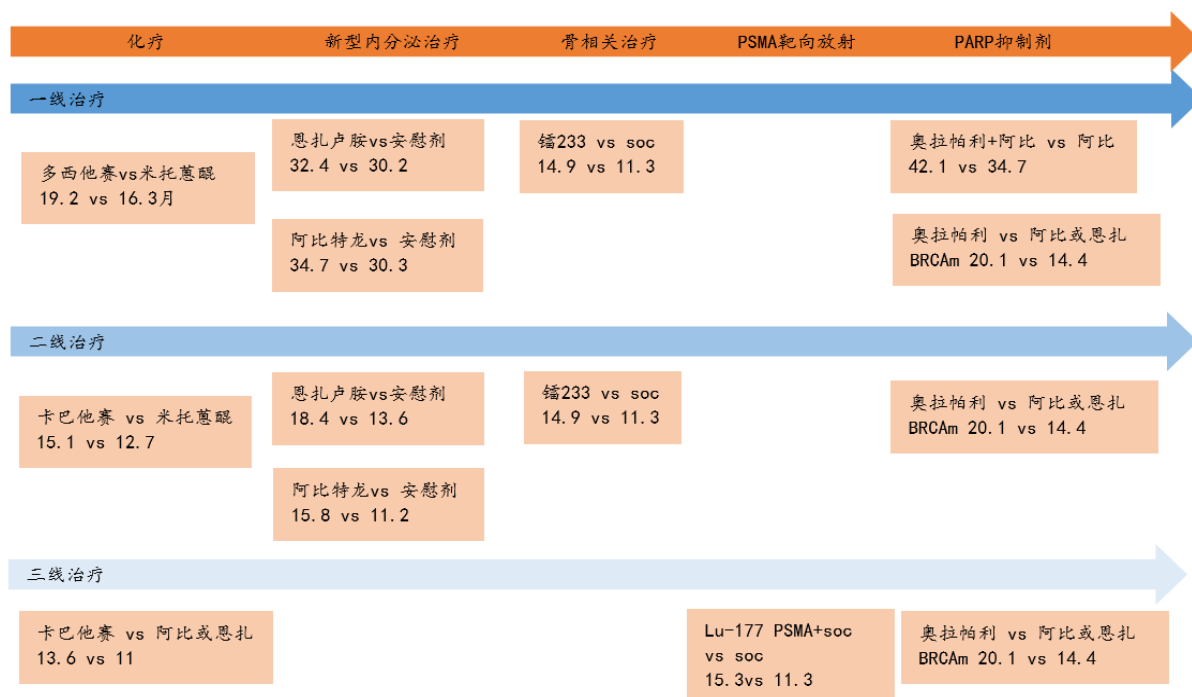 化疗 新型内分泌治疗 骨相关治疗 PSMA靶向放射 PARP抑制剂
一线治疗
多西他赛vs米托蒽醌
19.2 vs 16.3月
恩扎卢胺vs安慰剂
32.4 vs 30.2
阿比特龙vs 安慰剂
34.7 vs 30.3
镭233 vs soc
14.9 vs 11.3
奥拉帕利+阿比 vs 阿比
42.1 vs 34.7
奥拉帕利 vs 阿比或恩扎
BRCAm 20.1 vs 14.4
二线治疗
卡巴他赛 vs 米托蒽醌
15.1 vs 12.7
恩扎卢胺vs安慰剂
18.4 vs 13.6
阿比特龙vs 安慰剂
15.8 vs 11.2
镭233 vs soc
14.9 vs 11.3
奥拉帕利 vs 阿比或恩扎
BRCAm 20.1 vs 14.4
三线治疗
卡巴他赛 vs 阿比或恩扎
13.6 vs 11
Lu-177 PSMA+soc
vs soc
15.3vs 11.3
奥拉帕利 vs 阿比或恩扎
BRCAm 20.1 vs 14.4